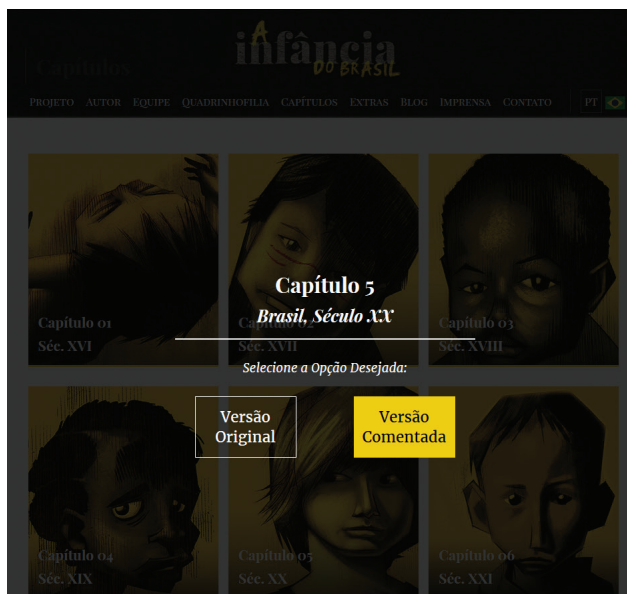 A
infância
DO BRASIL
Capítulos
Projeto Autor Equipe Quadrinhofilia Capítulos Extras Blog Imprensa Contato PT
Capítulo 5
Brasil, Século XX
Selecione a Opção Desejada:
Versão
Original
Versão
Comentada
Capítulo 01
Séc. XVI
Capítulo 02
Séc. XVII
Capítulo 03
Séc. XVIII
Capítulo 04
Séc. XIX
Capítulo 05
Séc. XX
Capítulo 06
Séc. XXI